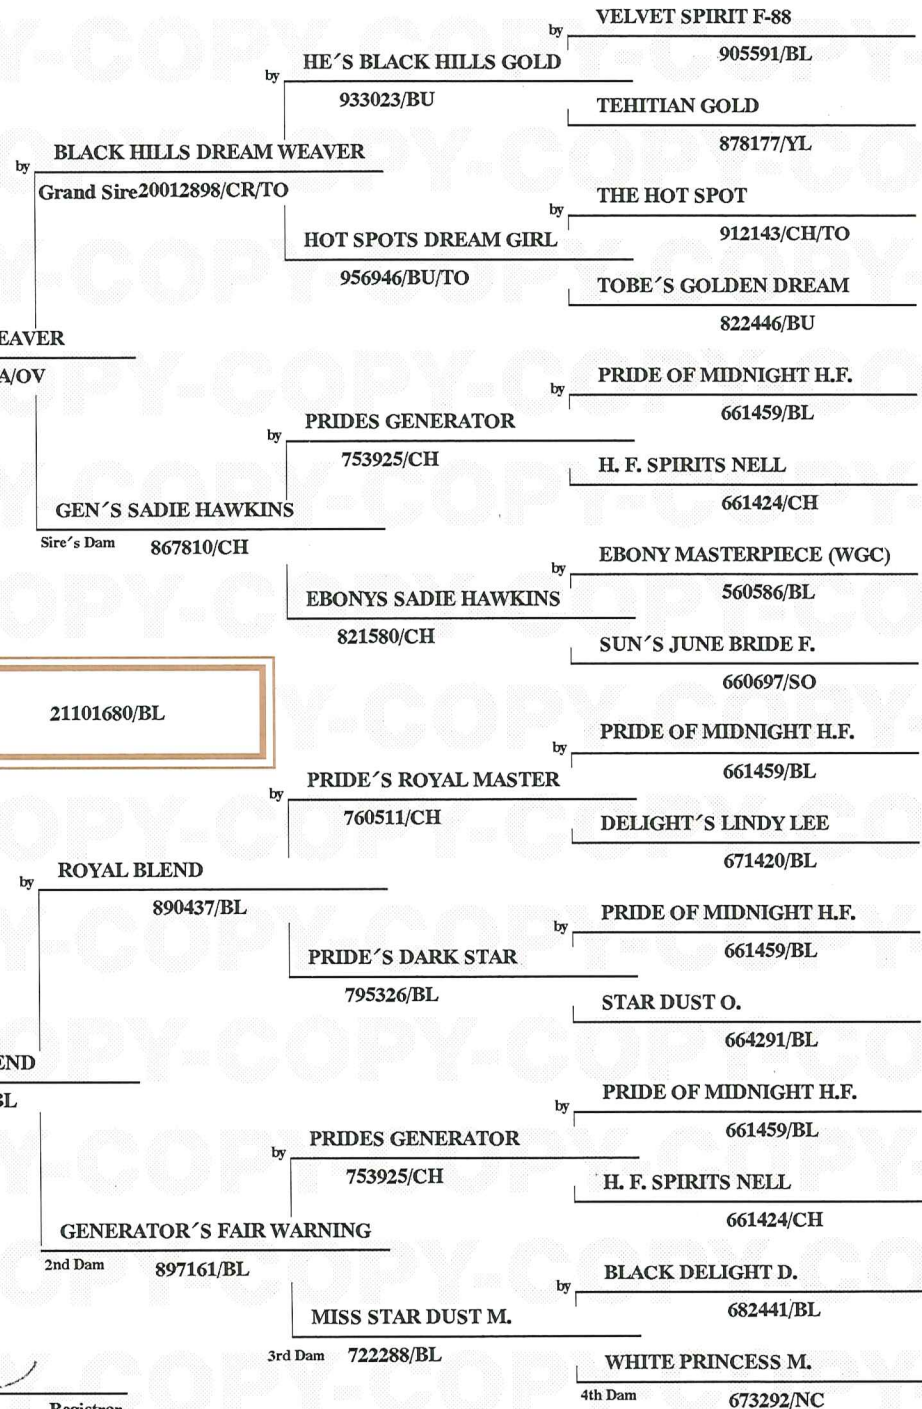 VELVET SPIRIT F-88
by
905591/BL
HE´S BLACK HILLS GOLD
by
933023/BU
TEHITIAN GOLD
878177/YL
BLACK HILLS DREAM WEAVER
by
Grand Sire20012898/CR/TO
THE HOT SPOT
by
912143/CH/TO
HOT SPOTS DREAM GIRL
956946/BU/TO
TOBE´S GOLDEN DREAM
822446/BU
EAVER
A/OV
PRIDE OF MIDNIGHT H.F.
by
661459/BL
PRIDES GENERATOR
by
753925/CH
H. F. SPIRITS NELL
661424/CH
GEN´S SADIE HAWKINS
Sire´s Dam 867810/CH
EBONY MASTERPIECE (WGC)
by
560586/BL
EBONYS SADIE HAWKINS
821580/CH
SUN´S JUNE BRIDE F.
660697/SO
21101680/BL
PRIDE OF MIDNIGHT H.F.
by
661459/BL
PRIDE´S ROYAL MASTER
by
760511/CH
DELIGHT´S LINDY LEE
671420/BL
ROYAL BLEND
by
890437/BL
PRIDE OF MIDNIGHT H.F.
by
661459/BL
PRIDE´S DARK STAR
795326/BL
STAR DUST O.
664291/BL
END
BL
PRIDE OF MIDNIGHT H.F.
by
661459/BL
PRIDES GENERATOR
by
753925/CH
H. F. SPIRITS NELL
661424/CH
GENERATOR´S FAIR WARNING
2nd Dam 897161/BL
BLACK DELIGHT D.
by
682441/BL
MISS STAR DUST M.
3rd Dam 722288/BL
WHITE PRINCESS M.
4th Dam 673292/NC
Registrar
COPY-COPY-COPY-COPY